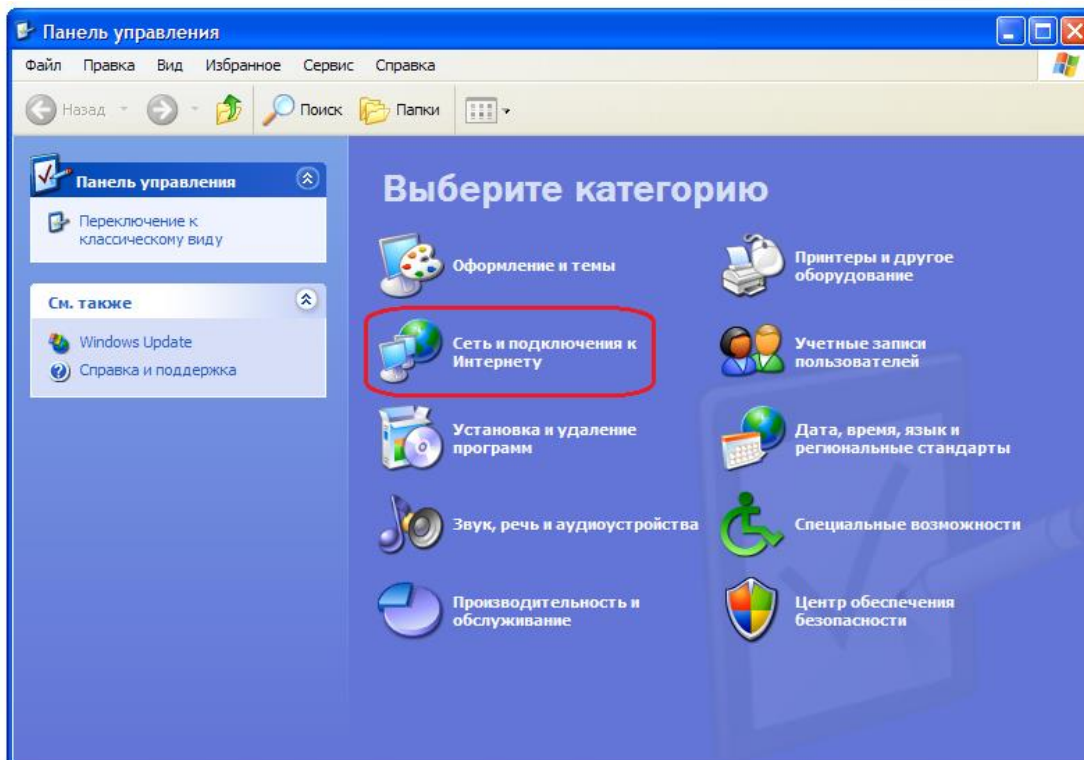 Панель управления
Файл Правка Вид Избранное Сервис Справка
Назад Поиск Папки
Панель управления
Переключение к
классическому виду
См. также
Windows Update
Справка и поддержка
Выберите категорию
Оформление и темы
Принтеры и другое
оборудование
Сеть и подключения к
Интернету
Учетные записи
пользователей
Установка и удаление
программ
Дата, время, язык и
региональные стандарты
Звук, речь и аудиоустройства
Специальные возможности
Производительность и
обслуживание
Центр обеспечения
безопасности